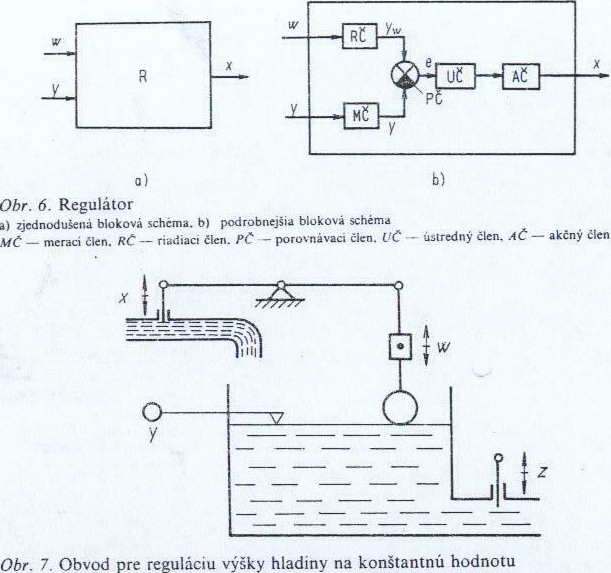 w
y
R
x
w
RČ
yw
e
UČ
AČ
x
PČ
y
MČ
y
a)
b)
Obr. 6. Regulátor
a) zjednodušená bloková schéma, b) podrobnejšia bloková schéma
MČ — merací člen, RČ — riadiaci člen, PČ — porovnávací člen, UČ — ústredný člen, AČ — akčný člen
x
w
y
z
Obr. 7. Obvod pre reguláciu výšky hladiny na konštantnú hodnotu